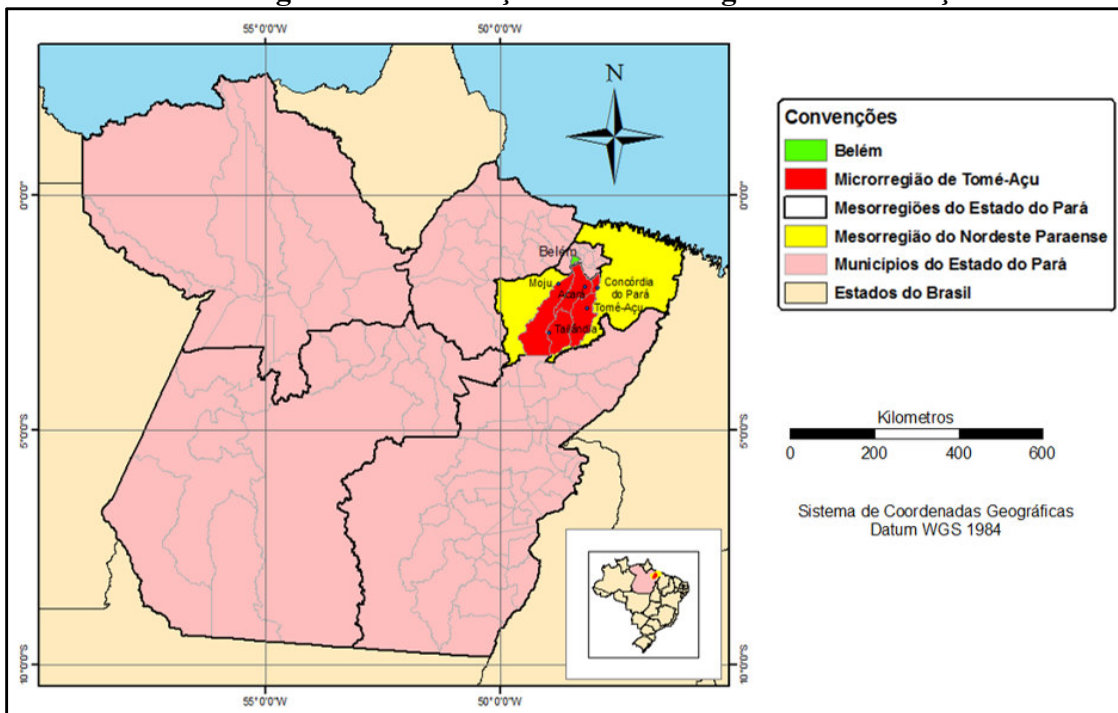 55°0'0"W
50°0'0"W
N
0°0'0"
0°0'0"
Belém
Moju
Acará
Concórdia
do Pará
Tomé-Açu
Tailândia
5°0'0"S
5°0'0"S
10°0'0"S
10°0'0"S
55°0'0"W
50°0'0"W
Convenções
Belém
Microrregião de Tomé-Açu
Mesorregiões do Estado do Pará
Mesorregião do Nordeste Paraense
Municípios do Estado do Pará
Estados do Brasil
Kilometros
0 200 400 600
Sistema de Coordenadas Geográficas
Datum WGS 1984